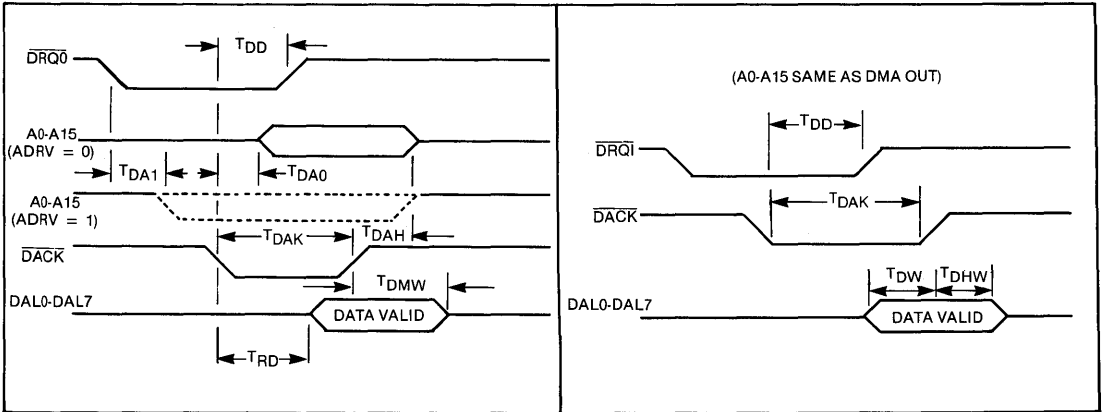 TDD
DRQ0
A0-A15
(ADRV = 0)
TDA1
TDA0
A0-A15
(ADRV = 1)
TDAK
TDAH
DACK
TDMW
DAL0-DAL7
DATA VALID
TRD
(A0-A15 SAME AS DMA OUT)
TDD
DRQI
TDAK
DACK
TDW
TDHW
DAL0-DAL7
DATA VALID